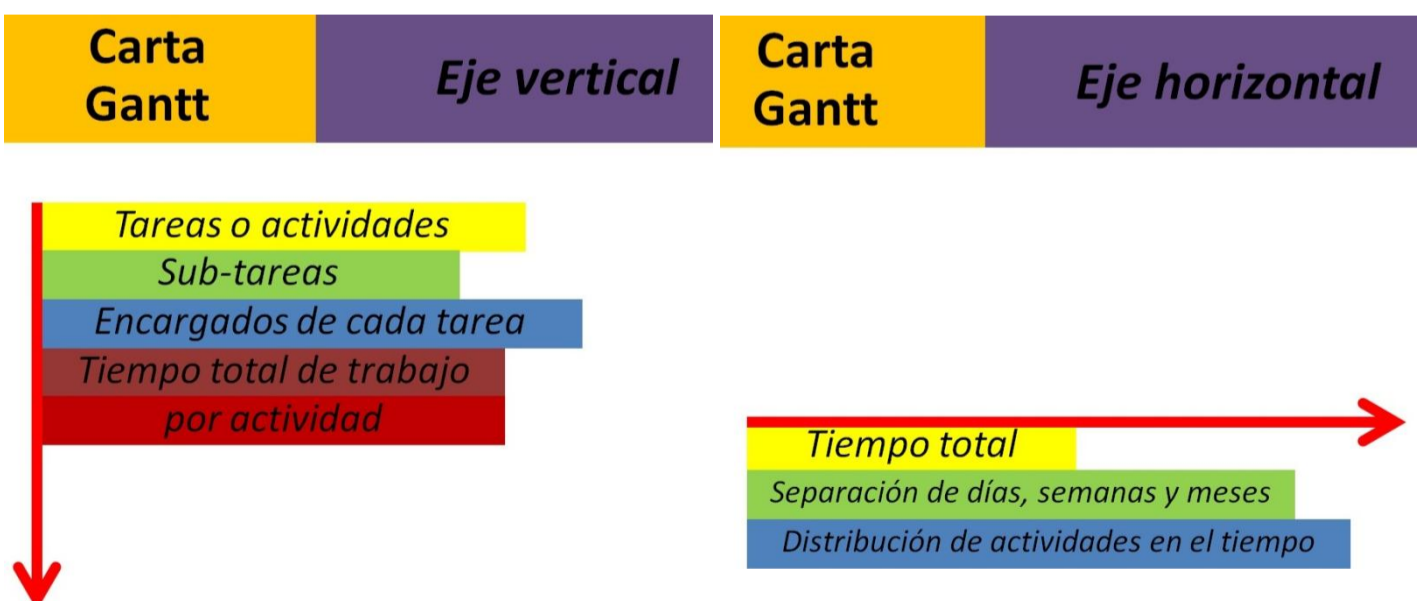 Carta
Gantt
Eje vertical
Tareas o actividades
Sub-tareas
Encargados de cada tarea
Tiempo total de trabajo
por actividad
Carta
Gantt
Eje horizontal
Tiempo total
Separación de días, semanas y meses
Distribución de actividades en el tiempo